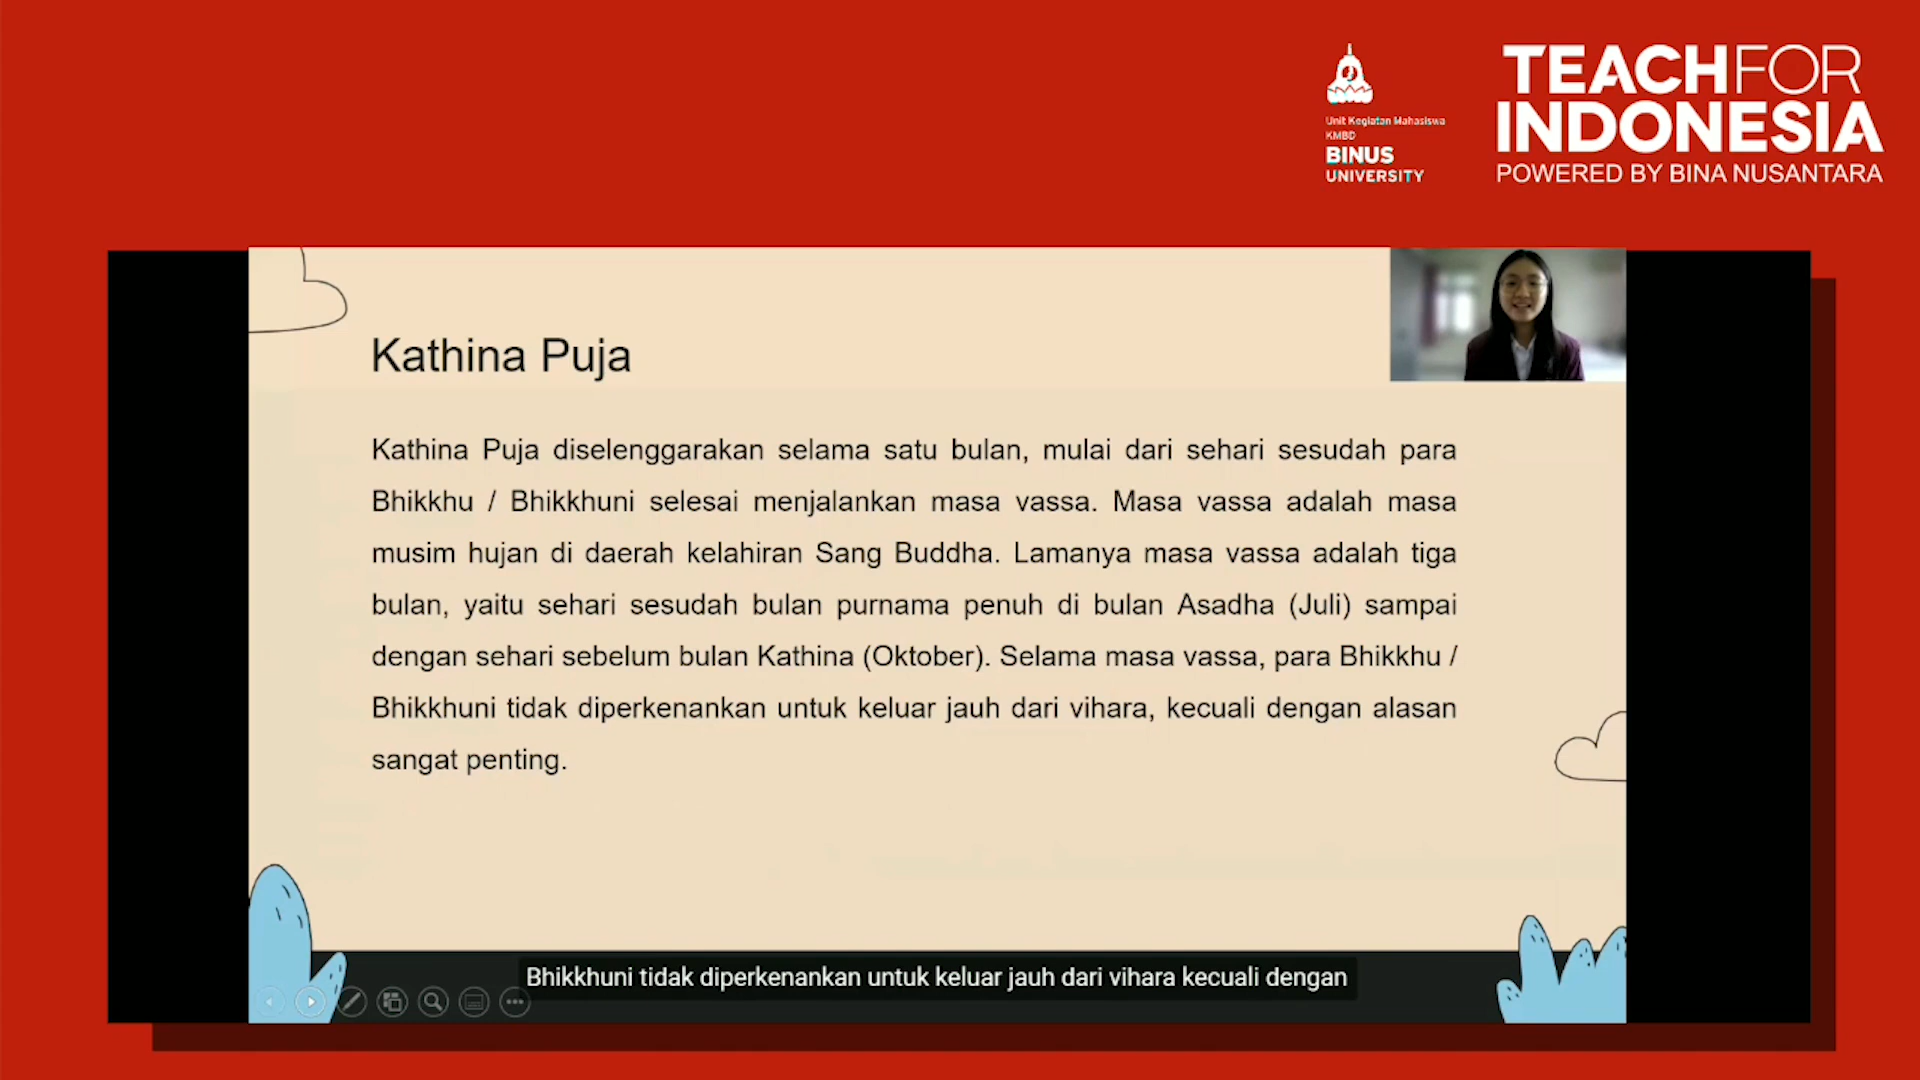 Unit Kegiatan Mahasiswa
KMBD
BINUS
UNIVERSITY
TEACHFOR
INDONESIA
POWERED BY BINA NUSANTARA
Kathina Puja
Kathina Puja diselenggarakan selama satu bulan, mulai dari sehari sesudah para
Bhikkhu / Bhikkhuni selesai menjalankan masa vassa. Masa vassa adalah masa
musim hujan di daerah kelahiran Sang Buddha. Lamanya masa vassa adalah tiga
bulan, yaitu sehari sesudah bulan purnama penuh di bulan Asadha (Juli) sampai
dengan sehari sebelum bulan Kathina (Oktober). Selama masa vassa, para Bhikkhu /
Bhikkhuni tidak diperkenankan untuk keluar jauh dari vihara, kecuali dengan alasan
sangat penting.
Bhikkhuni tidak diperkenankan untuk keluar jauh dari vihara kecuali dengan